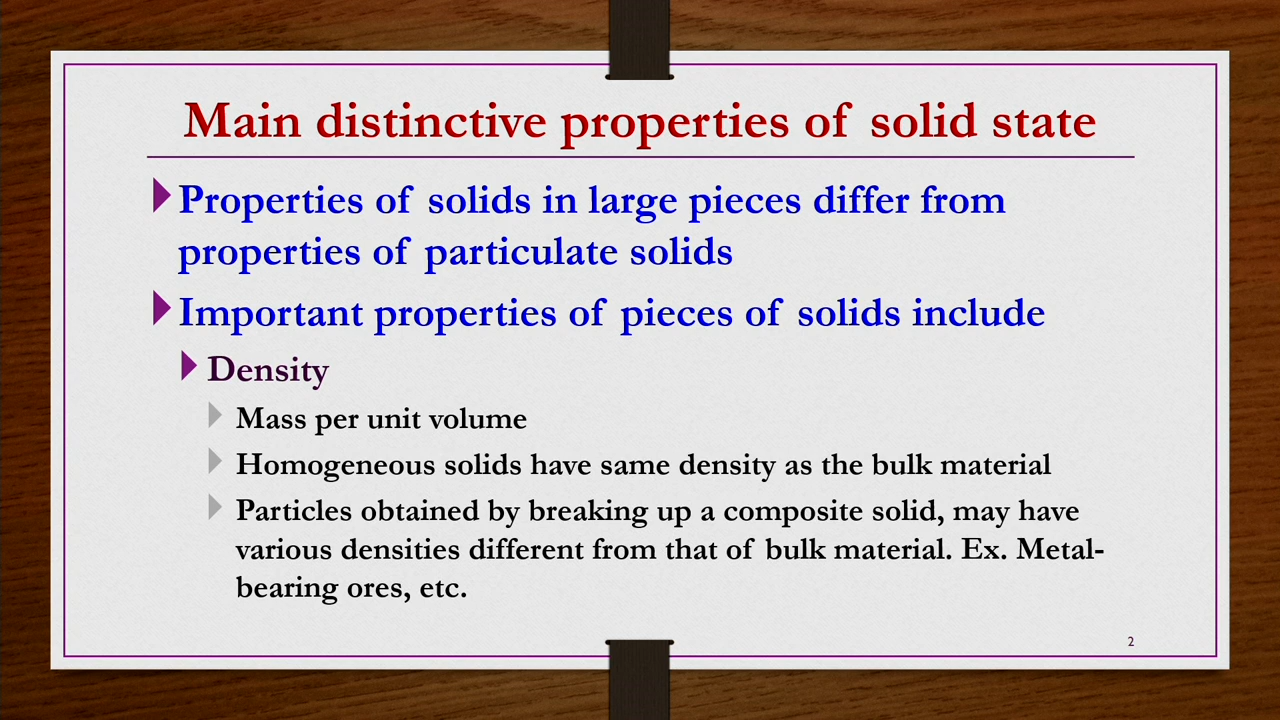 Main distinctive properties of solid state
Properties of solids in large pieces differ from
properties of particulate solids
Important properties of pieces of solids include
Density
Mass per unit volume
Homogeneous solids have same density as the bulk material
Particles obtained by breaking up a composite solid, may have
various densities different from that of bulk material. Ex. Metal-
bearing ores, etc.
2